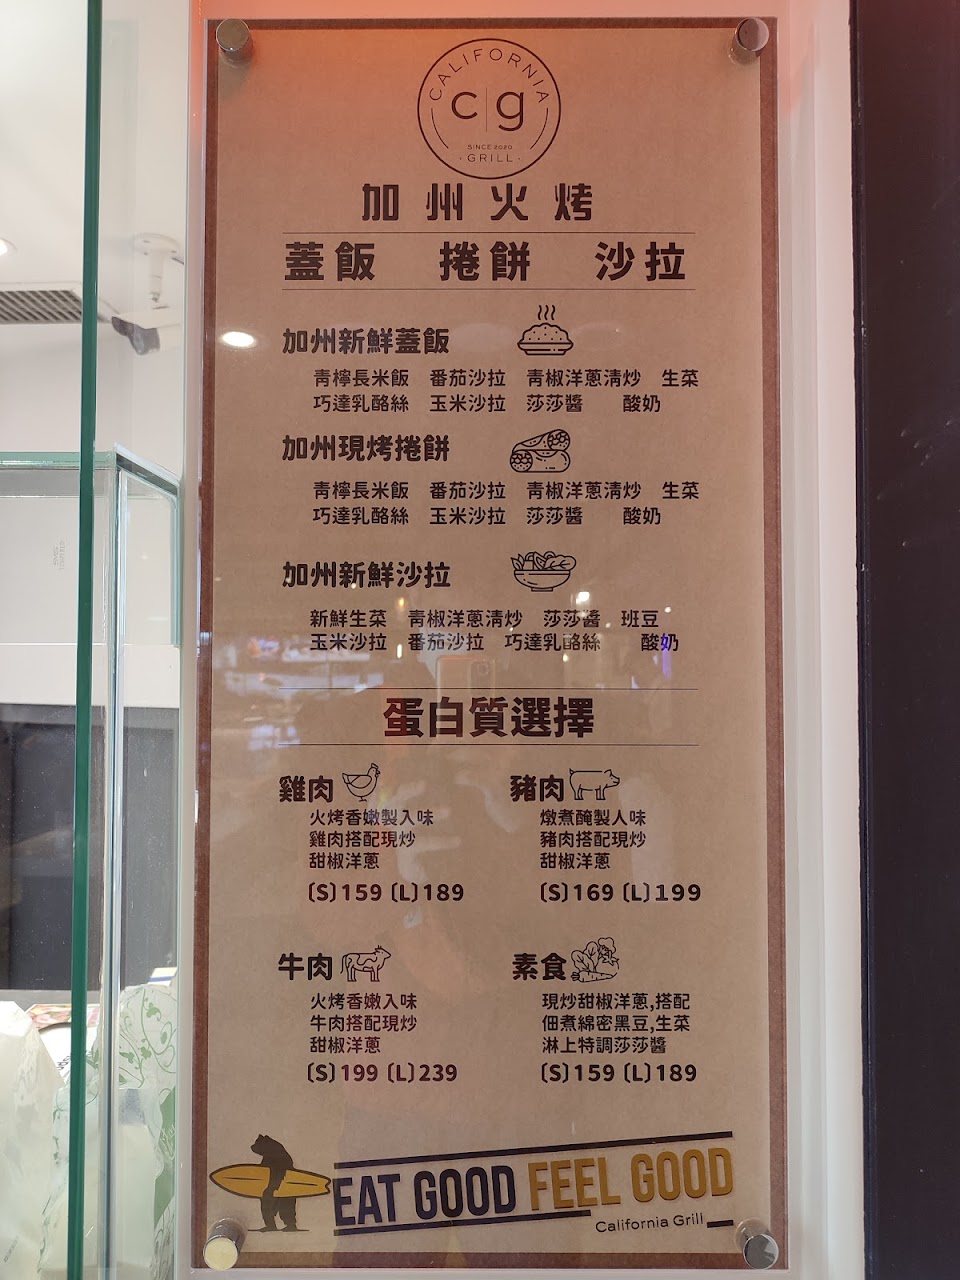 CALIFORNIA
c|g
SINCE 2020
· GRILL ·
加州火烤
蓋飯 捲餅 沙拉
加州新鮮蓋飯
青檸長米飯 番茄沙拉 青椒洋蔥清炒 生菜
巧達乳酪絲 玉米沙拉 莎莎醬 酸奶
加州現烤捲餅
青檸長米飯 番茄沙拉 青椒洋蔥清炒 生菜
巧達乳酪絲 玉米沙拉 莎莎醬 酸奶
加州新鮮沙拉
新鮮生菜 青椒洋蔥清炒 莎莎醬 班豆
玉米沙拉 番茄沙拉 巧達乳酪絲 酸奶
蛋白質選擇
雞肉
火烤香嫩製入味
雞肉搭配現炒
甜椒洋蔥
(S)159 (L)189
豬肉
燉煮醃製人味
豬肉搭配現炒
甜椒洋蔥
(S)169 (L)199
牛肉
火烤香嫩入味
牛肉搭配現炒
甜椒洋蔥
(S)199 (L)239
素食
現炒甜椒洋蔥,搭配
佃煮綿密黑豆,生菜
淋上特調莎莎醬
(S)159 (L)189
EAT GOOD FEEL GOOD
California Grill